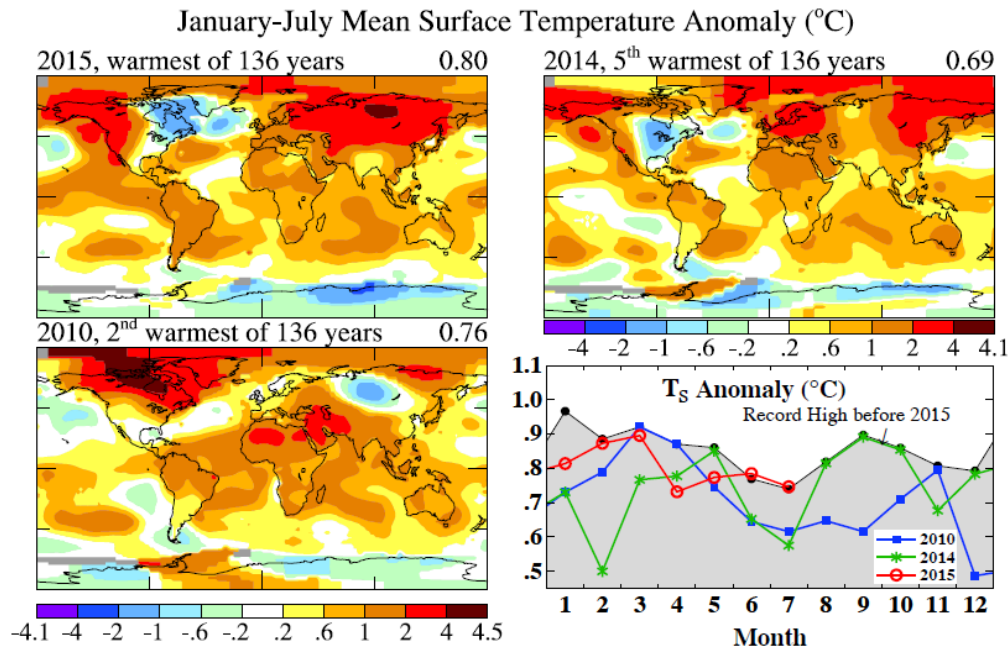 January-July Mean Surface Temperature Anomaly (°C)
2015, warmest of 136 years 0.80
2014, 5th warmest of 136 years 0.69
2010, 2nd warmest of 136 years 0.76
-4 -2 -1 -.6 -.2 .2 .6 1 2 4 4.1
1.1
1.0
.9
.8
.7
.6
.5
TS Anomaly (°C)
Record High before 2015
2010
2014
2015
1 2 3 4 5 6 7 8 9 10 11 12
Month
-4.1 -4 -2 -1 -.6 -.2 .2 .6 1 2 4 4.5